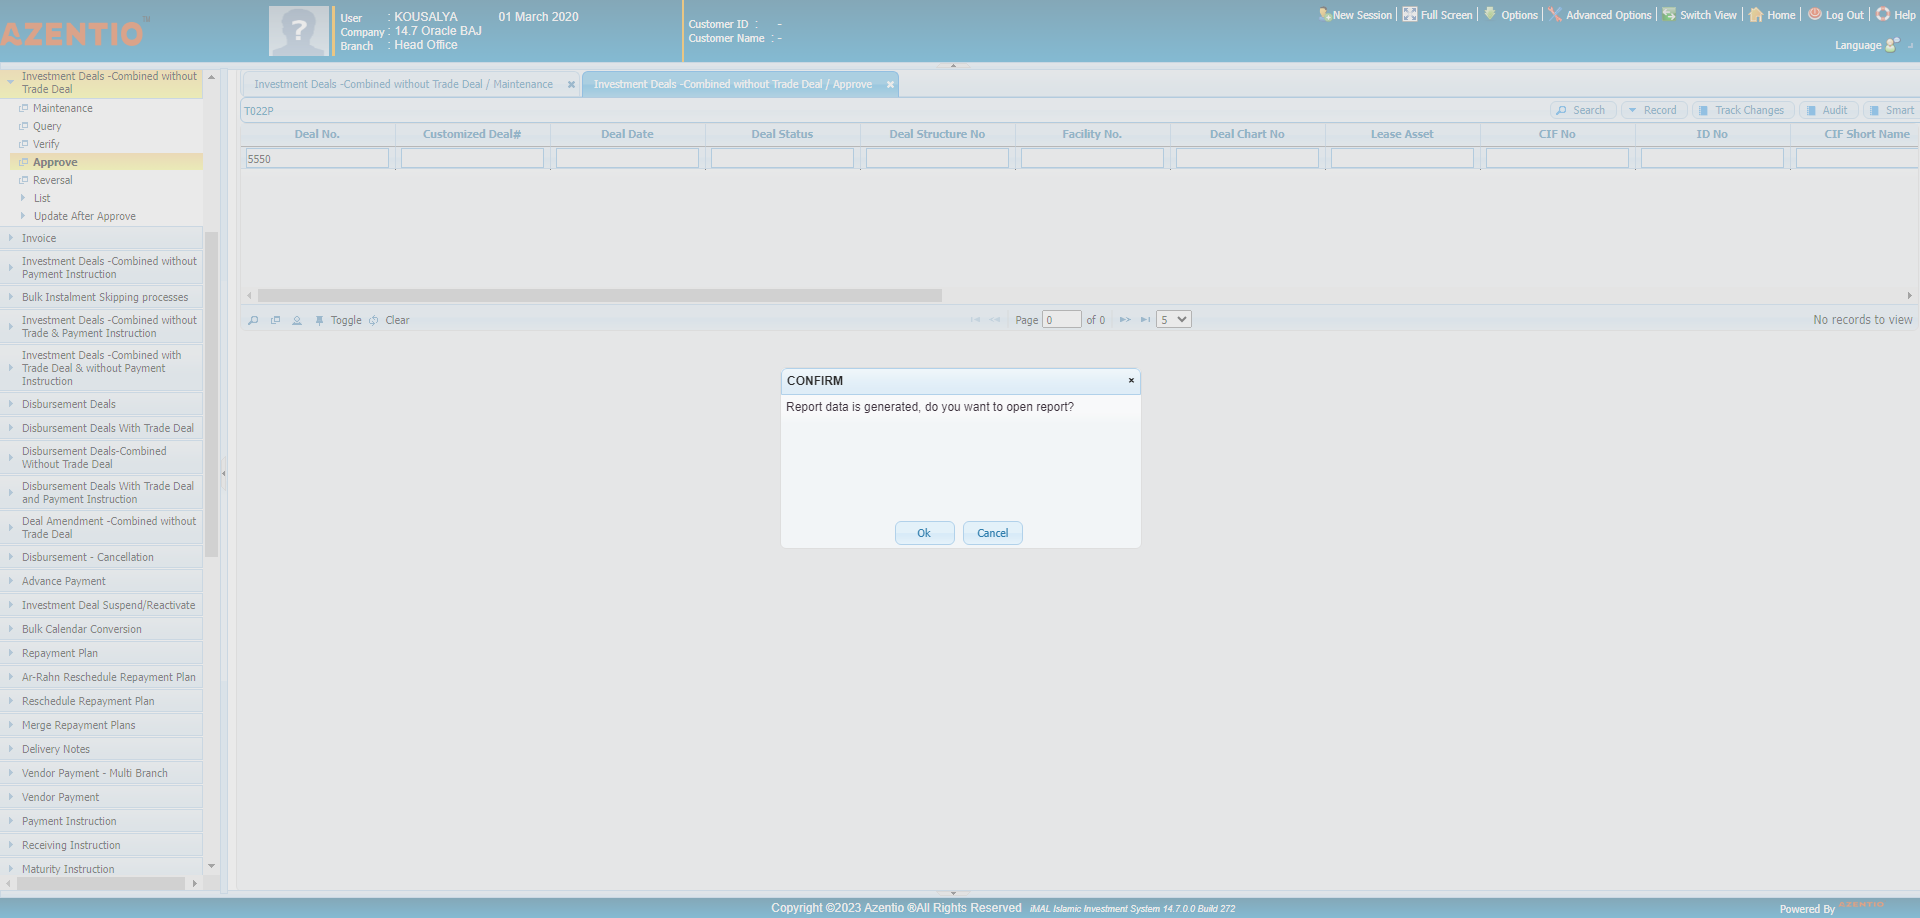 AZENTIO
User : KOUSALYA 01 March 2020
Company : 14.7 Oracle BAJ
Branch : Head Office
Customer ID : -
Customer Name : -
New Session
Full Screen
Options
Advanced Options
Switch View
Home
Log Out
Help
Language
Investment Deals -Combined without
Trade Deal
Maintenance
Query
Verify
Approve
Reversal
List
Update After Approve
Invoice
Investment Deals -Combined without
Payment Instruction
Bulk Instalment Skipping processes
Investment Deals -Combined without
Trade & Payment Instruction
Investment Deals -Combined with
Trade Deal & without Payment
Instruction
Disbursement Deals
Disbursement Deals With Trade Deal
Disbursement Deals-Combined
Without Trade Deal
Disbursement Deals With Trade Deal
and Payment Instruction
Deal Amendment -Combined without
Trade Deal
Disbursement - Cancellation
Advance Payment
Investment Deal Suspend/Reactivate
Bulk Calendar Conversion
Repayment Plan
Ar-Rahn Reschedule Repayment Plan
Reschedule Repayment Plan
Merge Repayment Plans
Delivery Notes
Vendor Payment - Multi Branch
Vendor Payment
Payment Instruction
Receiving Instruction
Maturity Instruction
Investment Deals -Combined without Trade Deal / Maintenance
Investment Deals -Combined without Trade Deal / Approve
T022P
Search
Record
Track Changes
Audit
Smart
Deal No. Customized Deal# Deal Date Deal Status Deal Structure No Facility No. Deal Chart No Lease Asset CIF No ID No CIF Short Name
5550
Toggle Clear
Page 0 of 0 5
No records to view
CONFIRM
Report data is generated, do you want to open report?
Ok Cancel
Copyright ©2023 Azentio ®All Rights Reserved iMAL Islamic Investment System 14.7.0.0 Build 272
Powered By AZENTIO